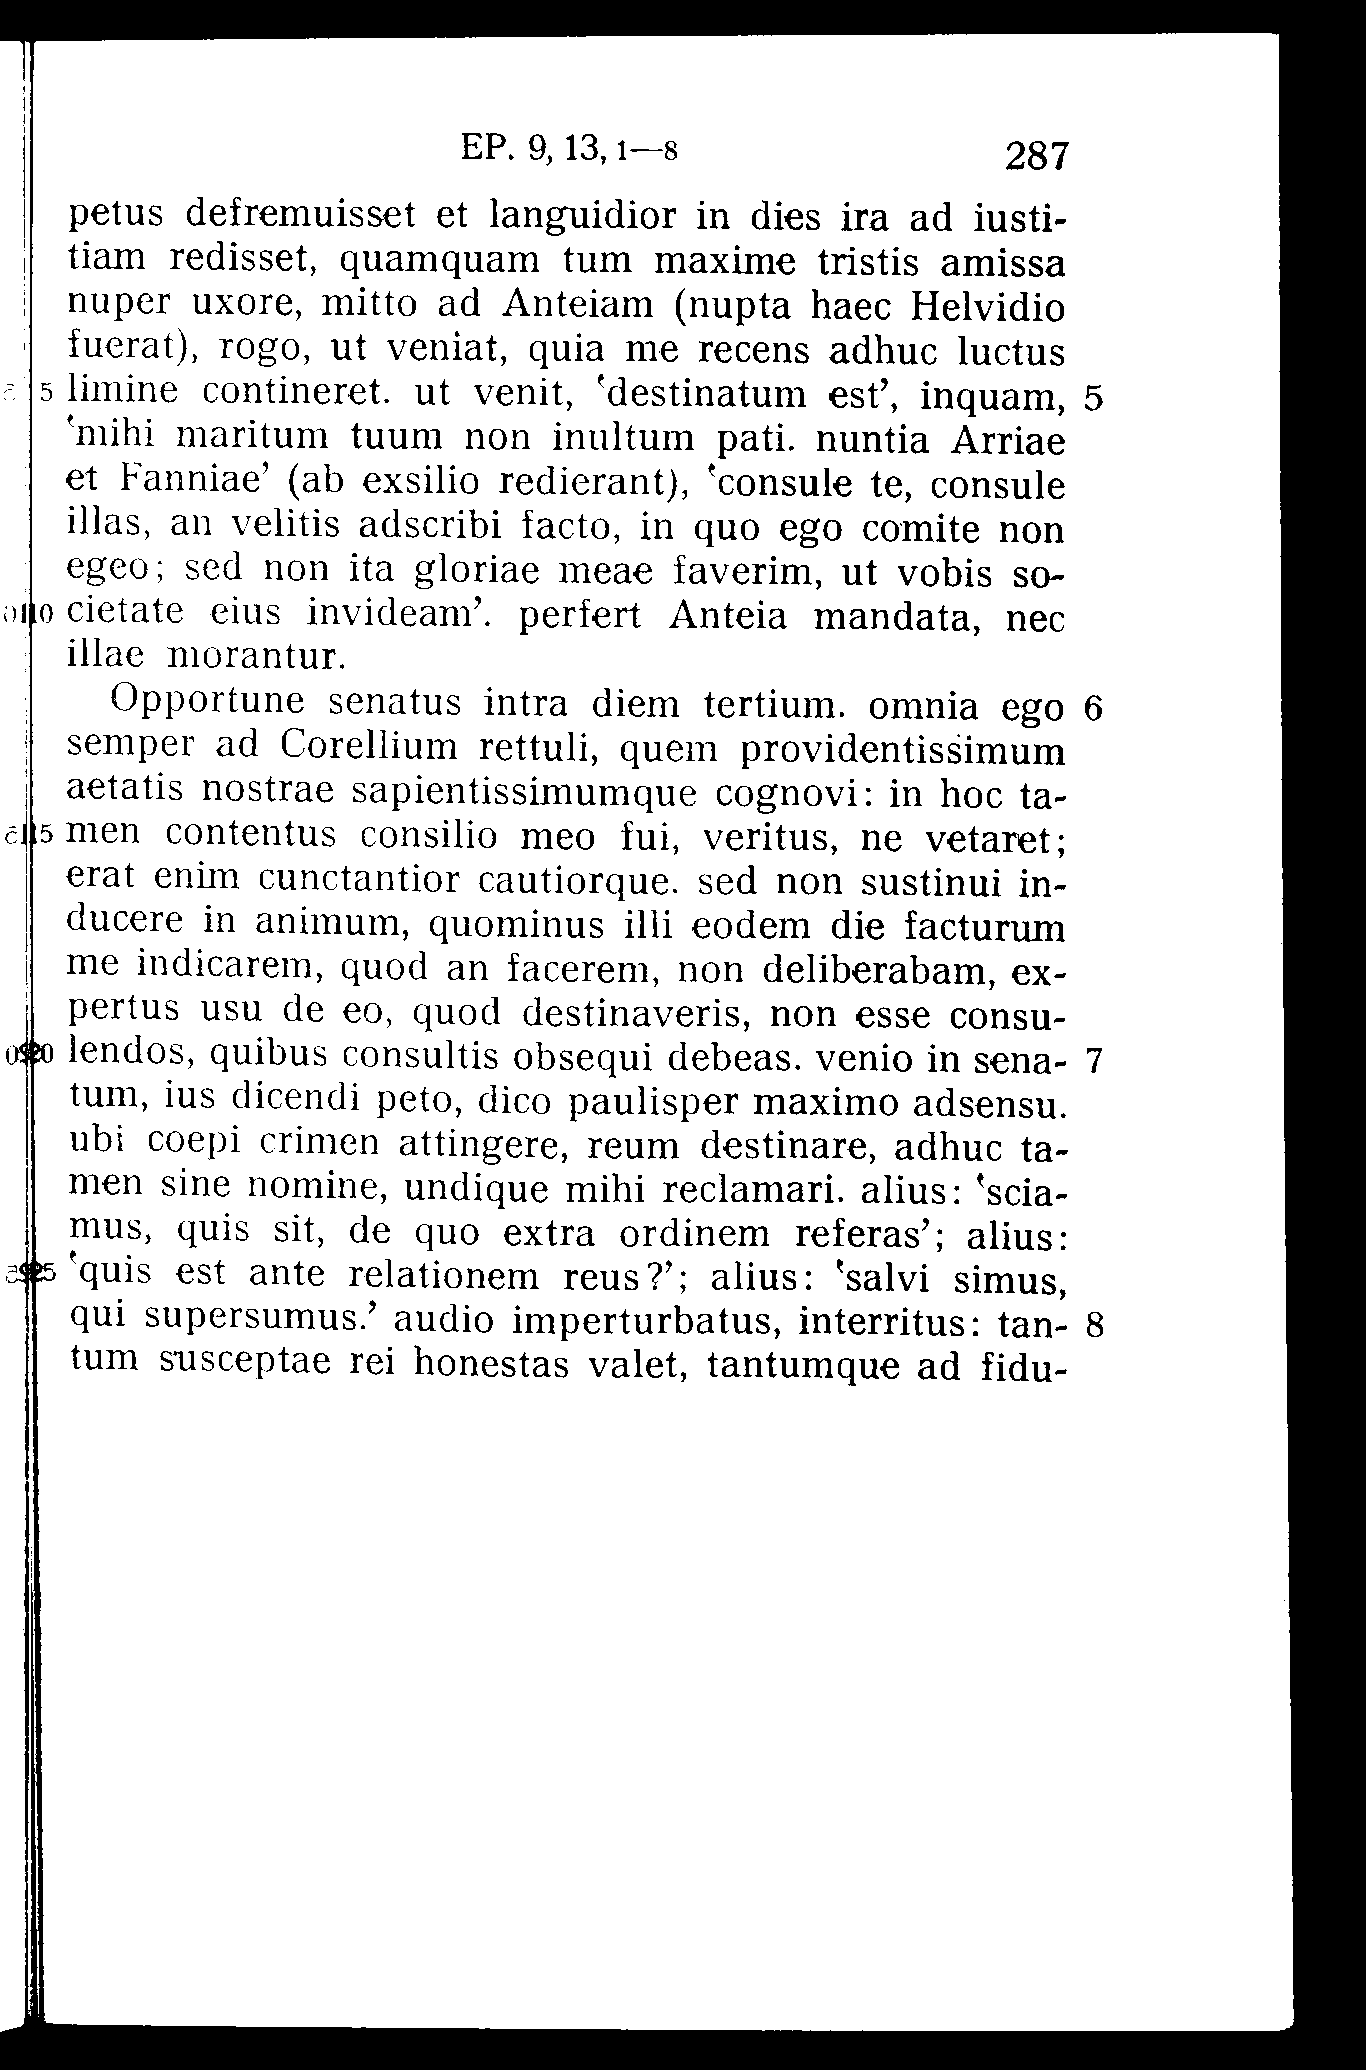 EP. 9, 13, 1—8 287
petus defremuisset et languidior in dies ira ad iusti-
tiam redisset, quamquam tum maxime tristis amissa
nuper uxore, mitto ad Anteiam (nupta haec Helvidio
fuerat), rogo, ut veniat, quia me recens adhuc luctus
5 limine contineret. ut venit, ‘destinatum est’, inquam, 5
‘mihi maritum tuum non inultum pati. nuntia Arriae
et Fanniae’ (ab exsilio redierant), ‘consule te, consule
illas, an velitis adscribi facto, in quo ego comite non
egeo; sed non ita gloriae meae faverim, ut vobis so-
10 cietate eius invideam’. perfert Anteia mandata, nec
illae morantur.
Opportune senatus intra diem tertium. omnia ego 6
semper ad Corellium rettuli, quem providentissimum
aetatis nostrae sapientissimumque cognovi: in hoc ta-
15 men contentus consilio meo fui, veritus, ne vetaret;
erat enim cunctantior cautiorque. sed non sustinui in-
ducere in animum, quominus illi eodem die facturum
me indicarem, quod an facerem, non deliberabam, ex-
pertus usu de eo, quod destinaveris, non esse consu-
20 lendos, quibus consultis obsequi debeas. venio in sena- 7
tum, ius dicendi peto, dico paulisper maximo adsensu.
ubi coepi crimen attingere, reum destinare, adhuc ta-
men sine nomine, undique mihi reclamari. alius: ‘scia-
mus, quis sit, de quo extra ordinem referas’; alius:
25 ‘quis est ante relationem reus?’; alius: ‘salvi simus,
qui supersumus.’ audio imperturbatus, interritus: tan- 8
tum susceptae rei honestas valet, tantumque ad fidu-